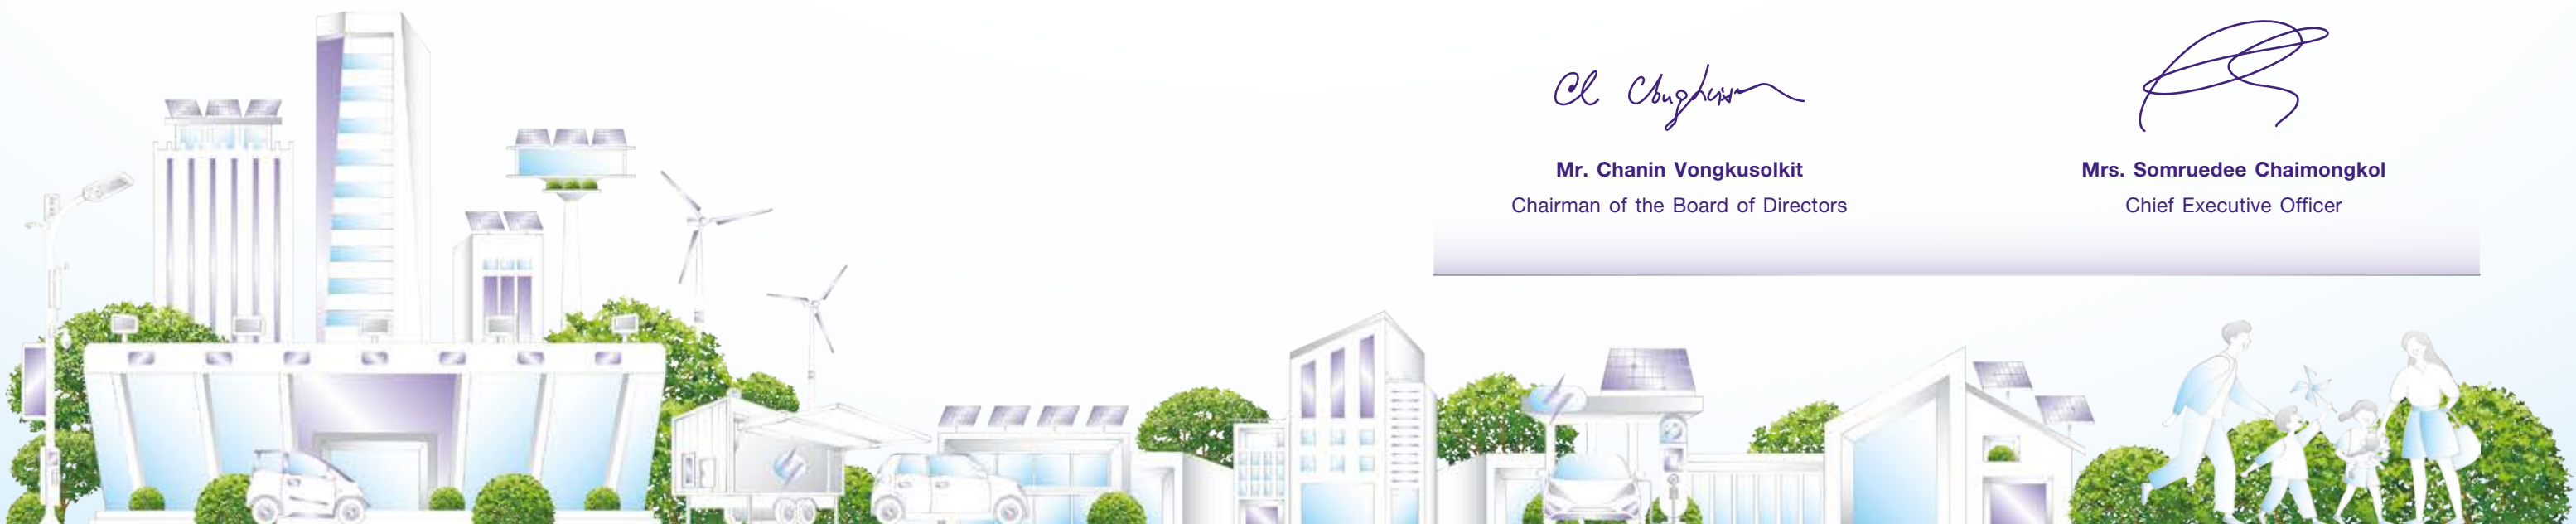 Mr. Chanin Vongkusolkit
Chairman of the Board of Directors
Mrs. Somruedee Chaimongkol
Chief Executive Officer